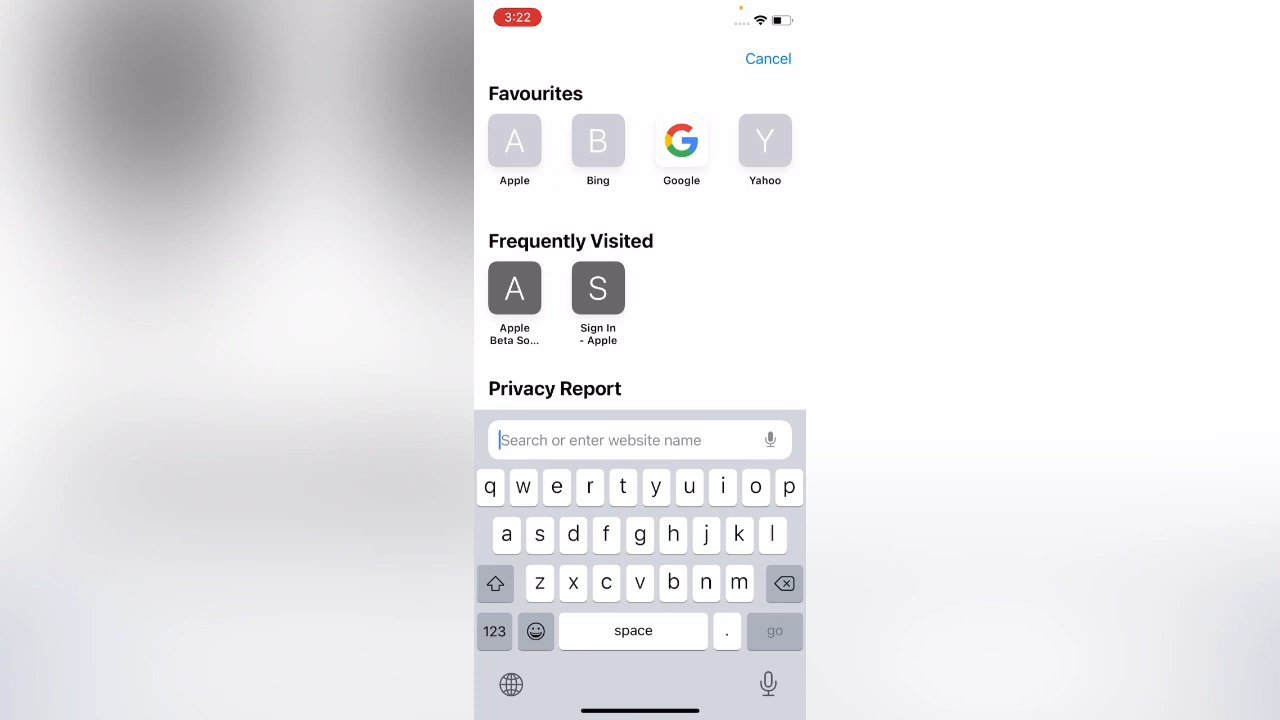 3:22
Cancel
Favourites
A B G Y
Apple Bing Google Yahoo
Frequently Visited
A S
Apple Sign In
Beta So... - Apple
Privacy Report
Search or enter website name
q w e r t y u i o p
a s d f g h j k l
z x c v b n m
123 space . go